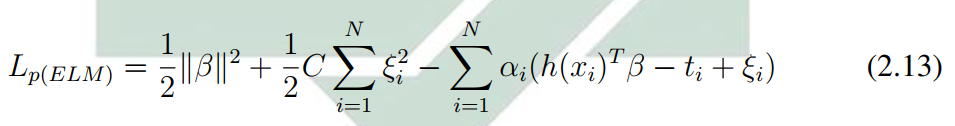 $L_{p(ELM)} = \frac{1}{2}\|\beta\|^2 + \frac{1}{2}C\sum_{i=1}^{N}\xi_i^2 - \sum_{i=1}^{N}\alpha_i(h(x_i)^T\beta - t_i + \xi_i)$ (2.13)